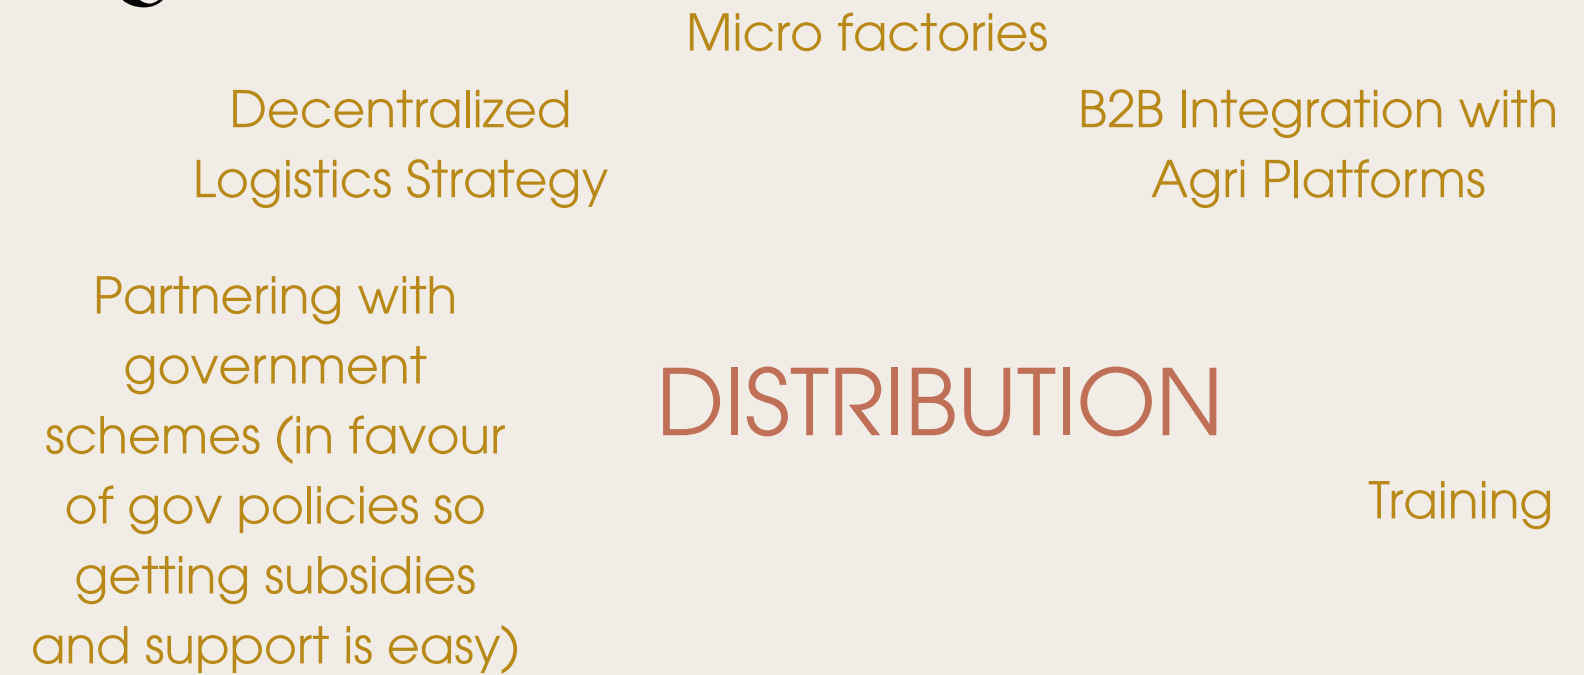 Micro factories
Decentralized
Logistics Strategy
B2B Integration with
Agri Platforms
Partnering with
government
schemes (in favour
of gov policies so
getting subsidies
and support is easy)
DISTRIBUTION
Training